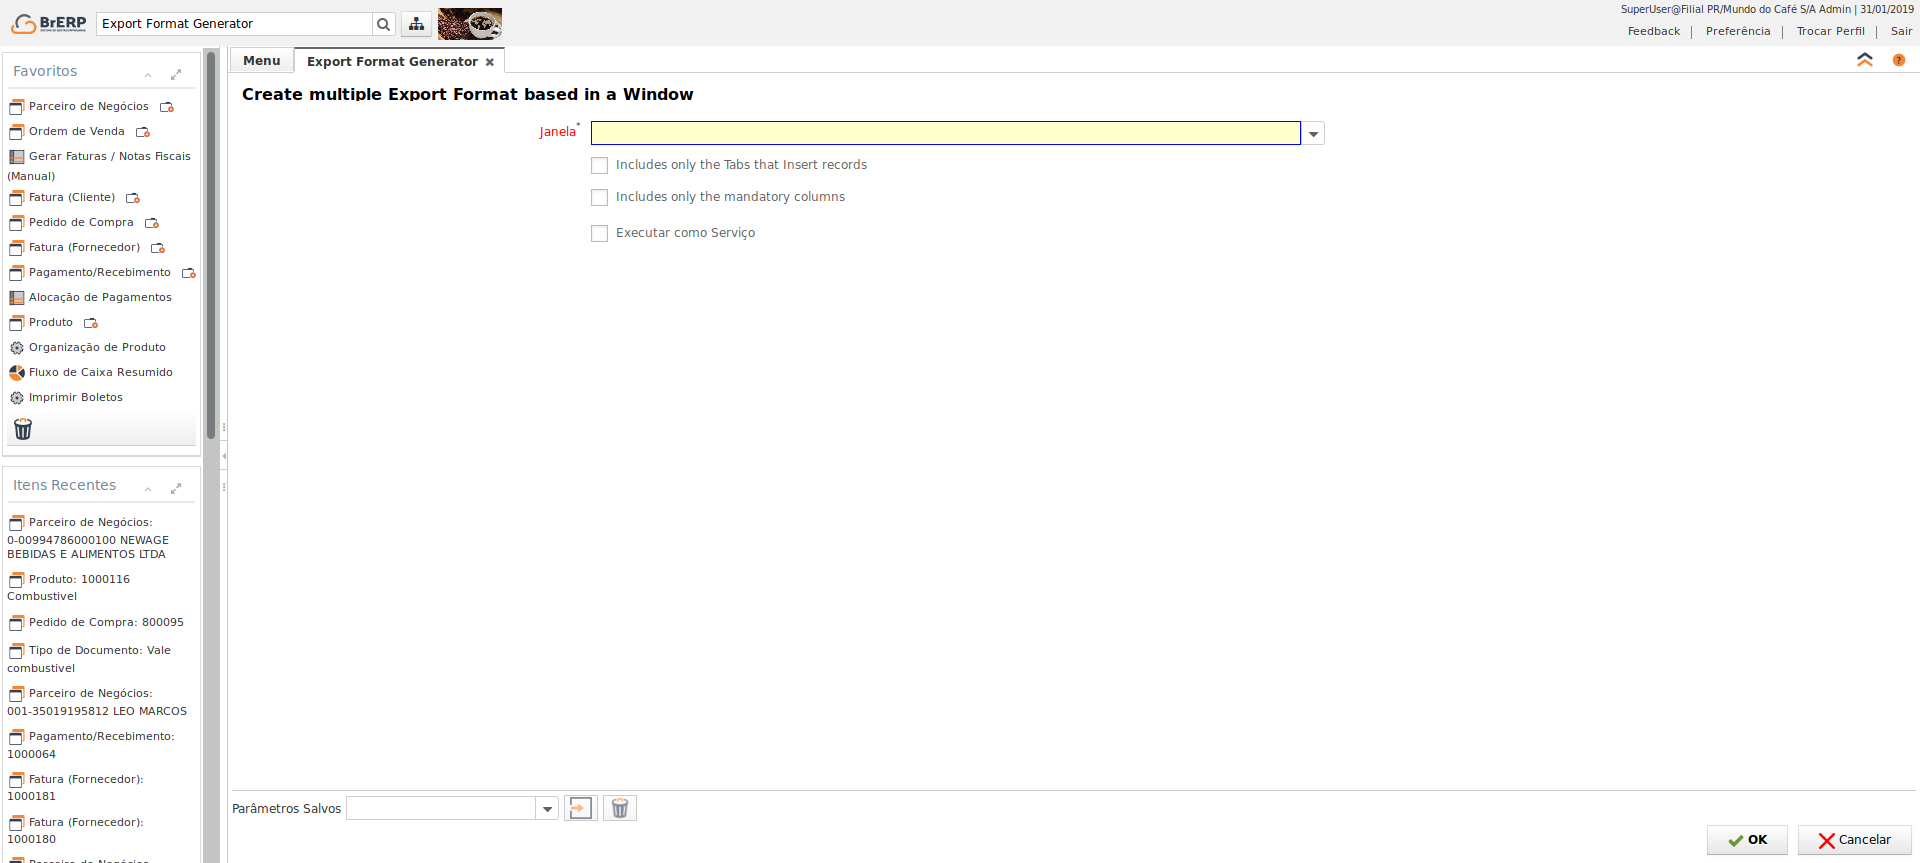 BrERP
Export Format Generator
SuperUser@Filial PR/Mundo do Café S/A Admin | 31/01/2019
Feedback | Preferência | Trocar Perfil | Sair
Favoritos
Parceiro de Negócios
Ordem de Venda
Gerar Faturas / Notas Fiscais
(Manual)
Fatura (Cliente)
Pedido de Compra
Fatura (Fornecedor)
Pagamento/Recebimento
Alocação de Pagamentos
Produto
Organização de Produto
Fluxo de Caixa Resumido
Imprimir Boletos
Itens Recentes
Parceiro de Negócios:
0-00994786000100 NEWAGE
BEBIDAS E ALIMENTOS LTDA
Produto: 1000116
Combustivel
Pedido de Compra: 800095
Tipo de Documento: Vale
combustivel
Parceiro de Negócios:
001-35019195812 LEO MARCOS
Pagamento/Recebimento:
1000064
Fatura (Fornecedor):
1000181
Fatura (Fornecedor):
1000180
Menu
Export Format Generator
Create multiple Export Format based in a Window
Janela*
Includes only the Tabs that Insert records
Includes only the mandatory columns
Executar como Serviço
Parâmetros Salvos
OK
Cancelar